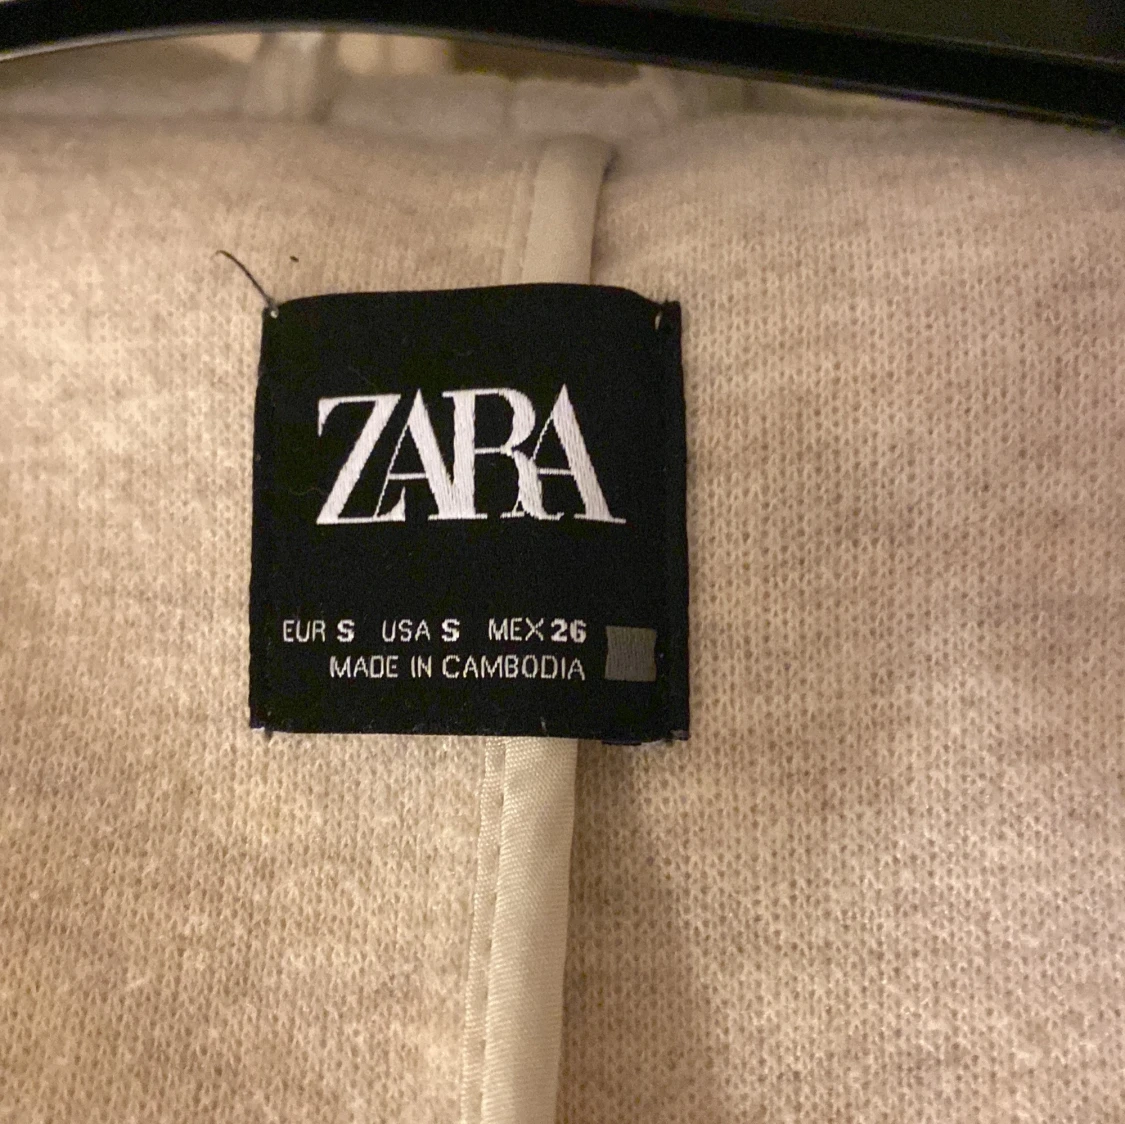 ZARA
EUR S USA S MEX 26
MADE IN CAMBODIA